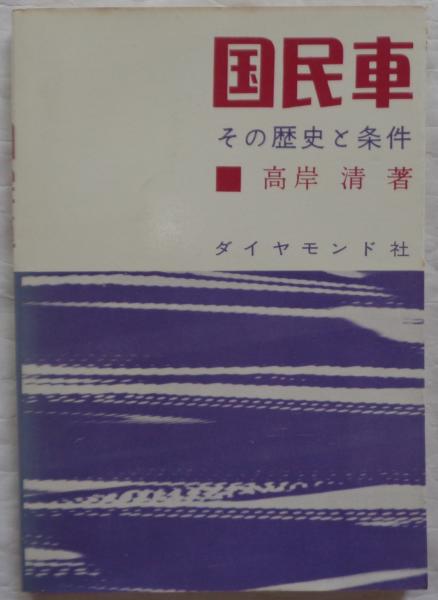 国民車
その歴史と条件
■ 高岸 清 著
ダイヤモンド社